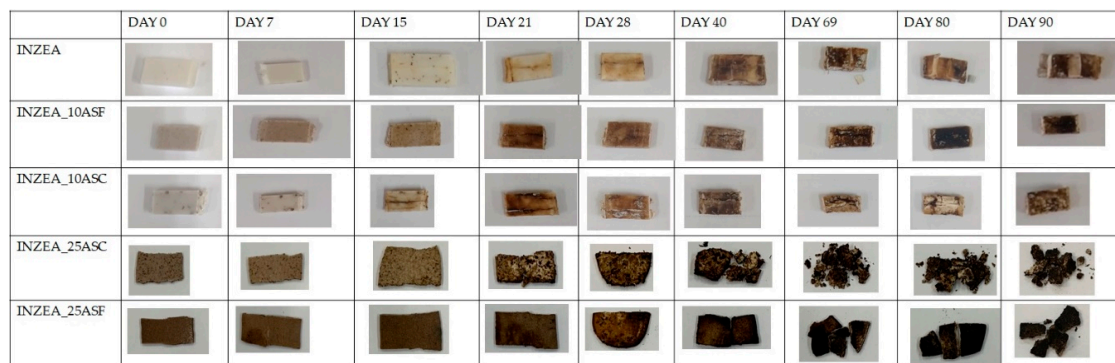 DAY 0 DAY 7 DAY 15 DAY 21 DAY 28 DAY 40 DAY 69 DAY 80 DAY 90
INZEA
INZEA_10ASF
INZEA_10ASC
INZEA_25ASC
INZEA_25ASF